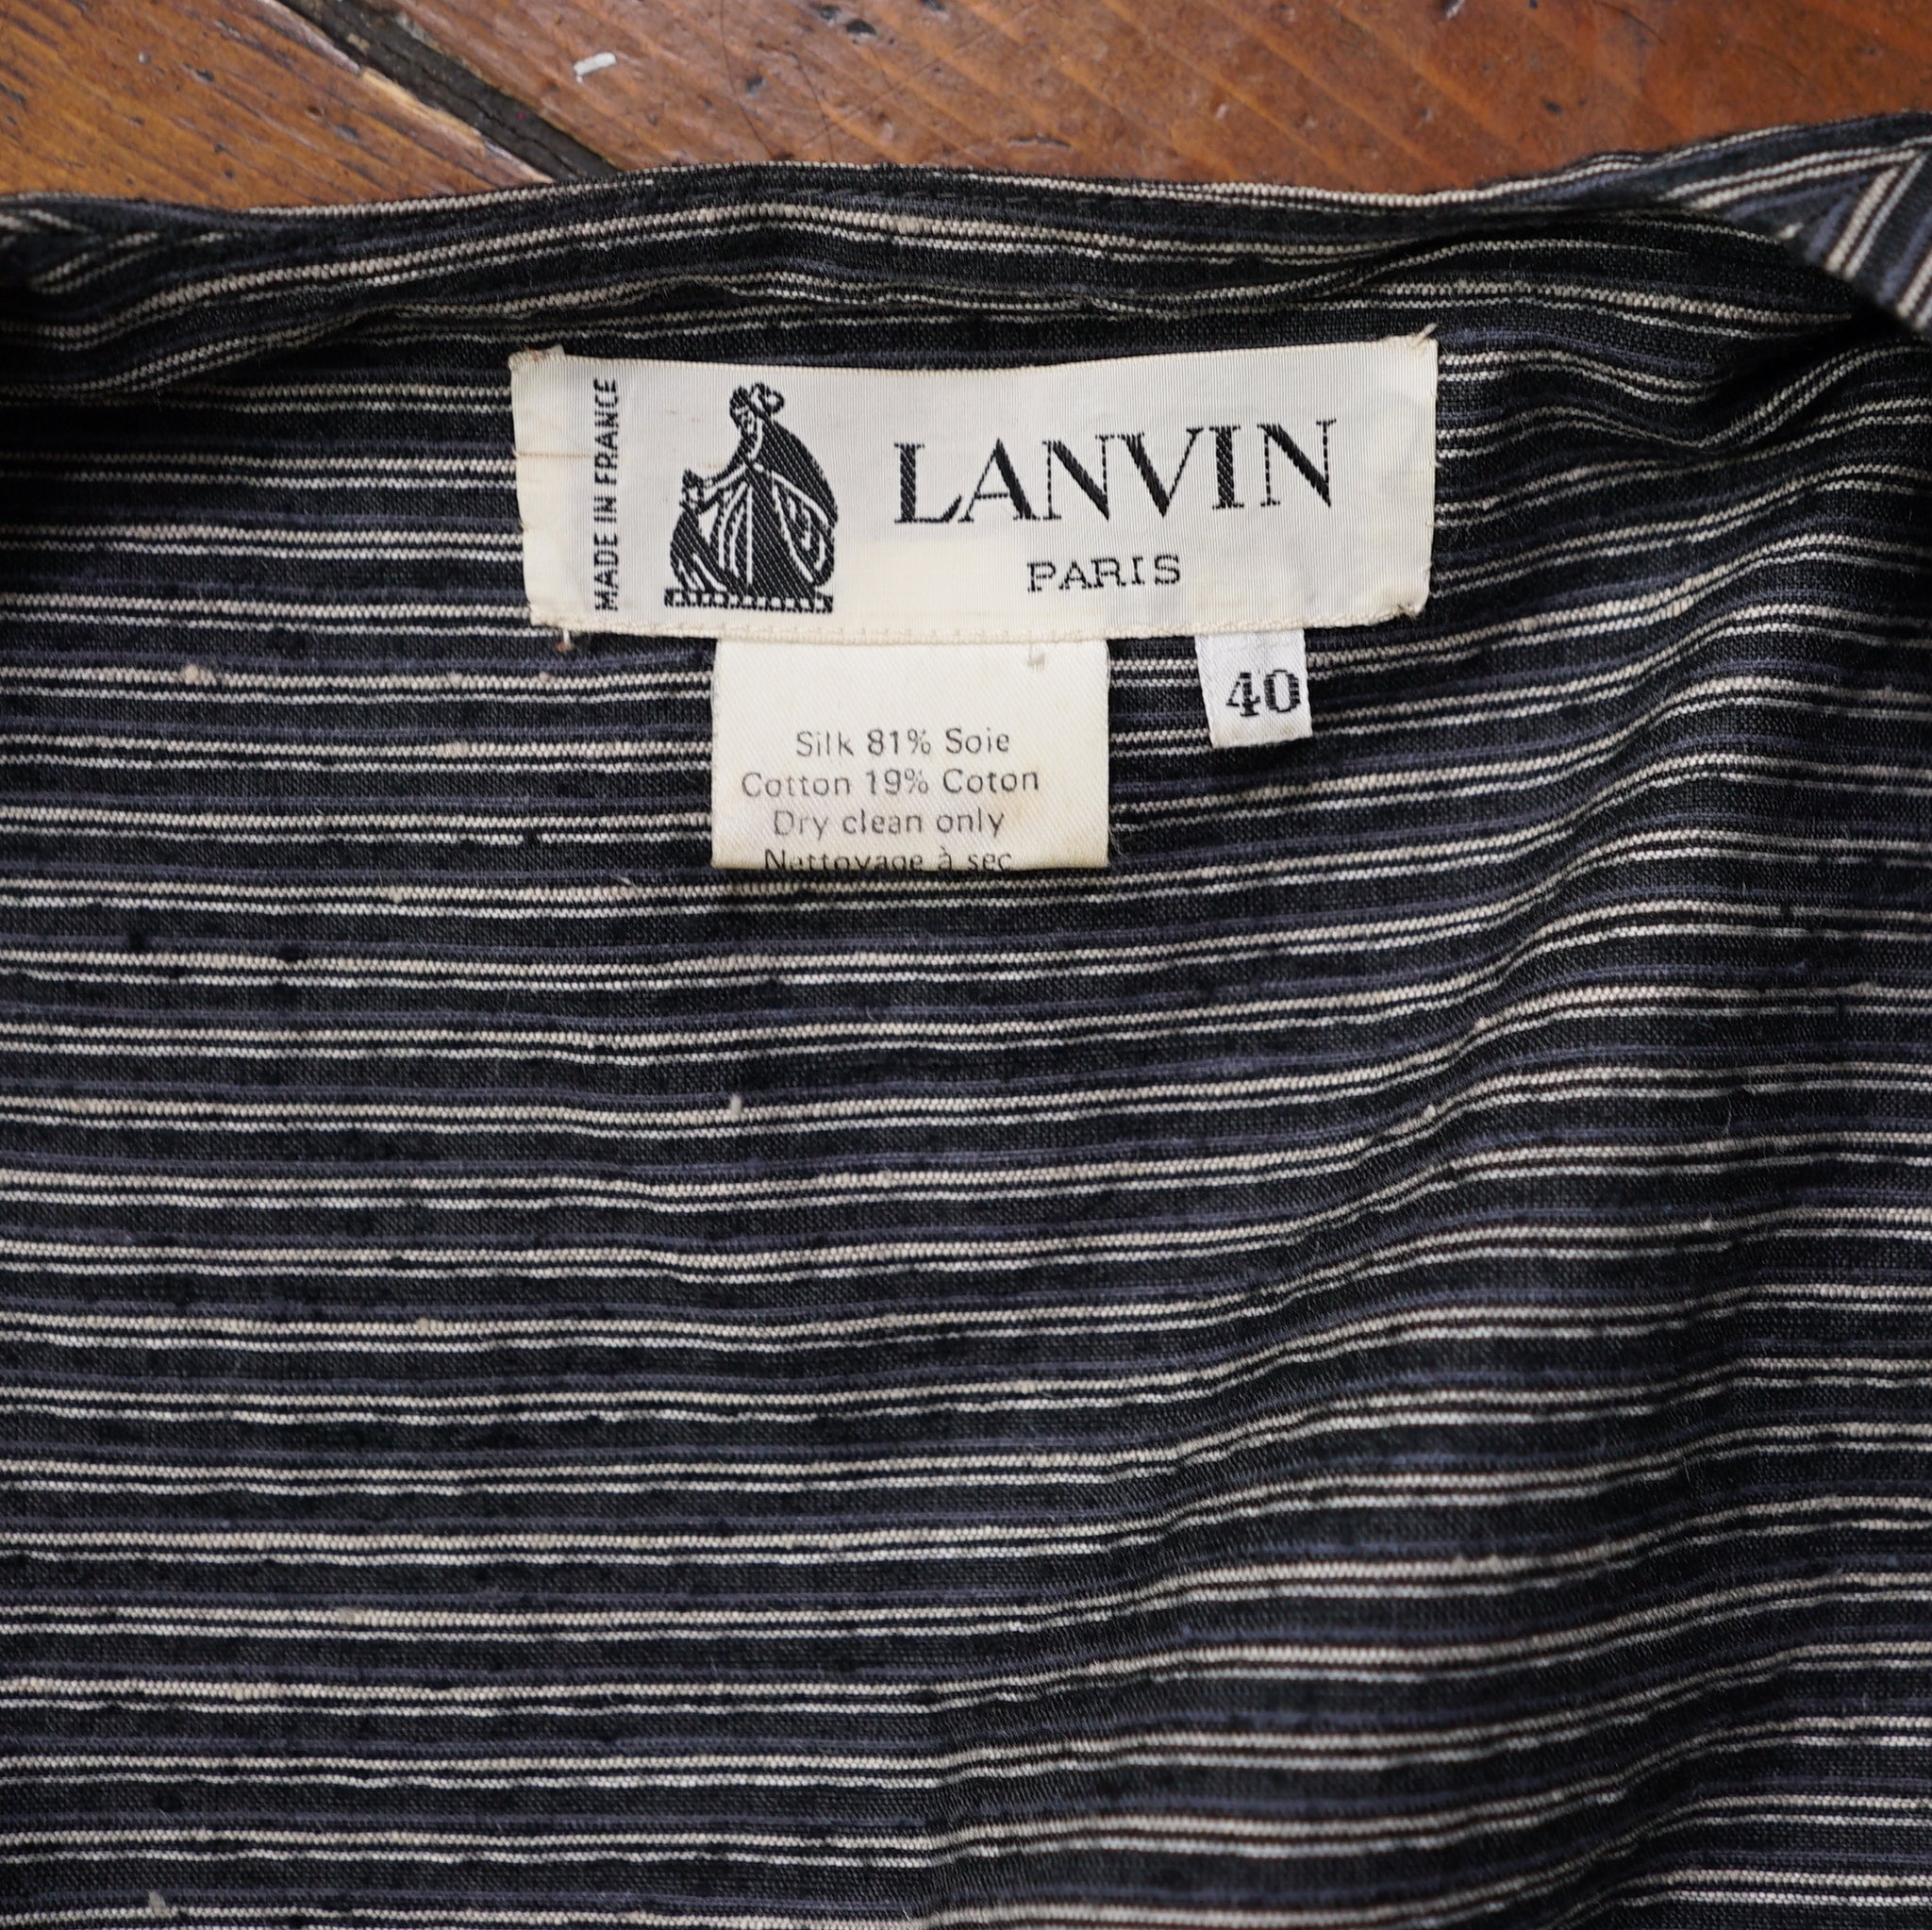 MADE IN FRANCE
LANVIN
PARIS
40
Silk 81% Soie
Cotton 19% Coton
Dry clean only
Nettoyage à sec